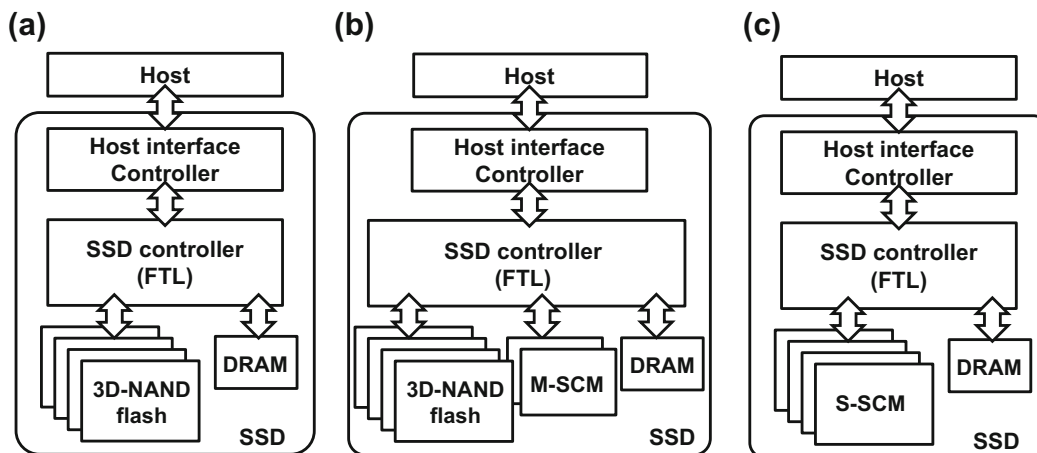 (a)
Host
Host interface
Controller
SSD controller
(FTL)
3D-NAND
flash
DRAM
SSD
(b)
Host
Host interface
Controller
SSD controller
(FTL)
3D-NAND
flash
M-SCM
DRAM
SSD
(c)
Host
Host interface
Controller
SSD controller
(FTL)
S-SCM
DRAM
SSD